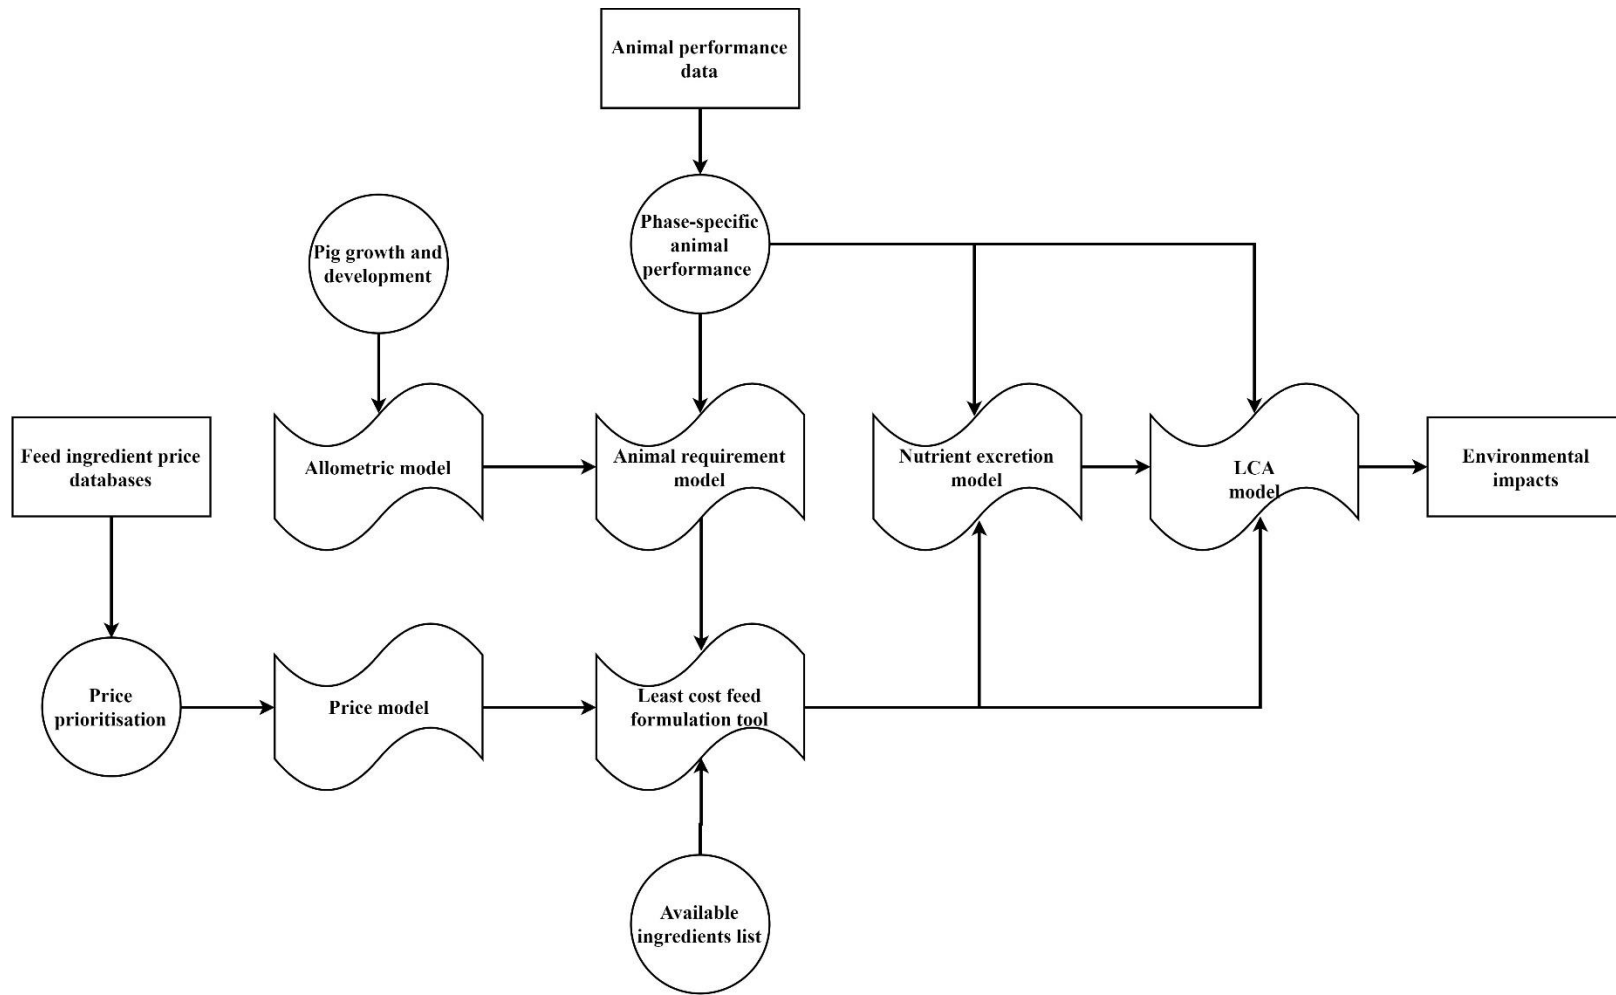 Animal performance
data
Phase-specific
animal
performance
Pig growth and
development
Feed ingredient price
databases
Allometric model
Animal requirement
model
Nutrient excretion
model
LCA
model
Environmental
impacts
Price
prioritisation
Price model
Least cost feed
formulation tool
Available
ingredients list